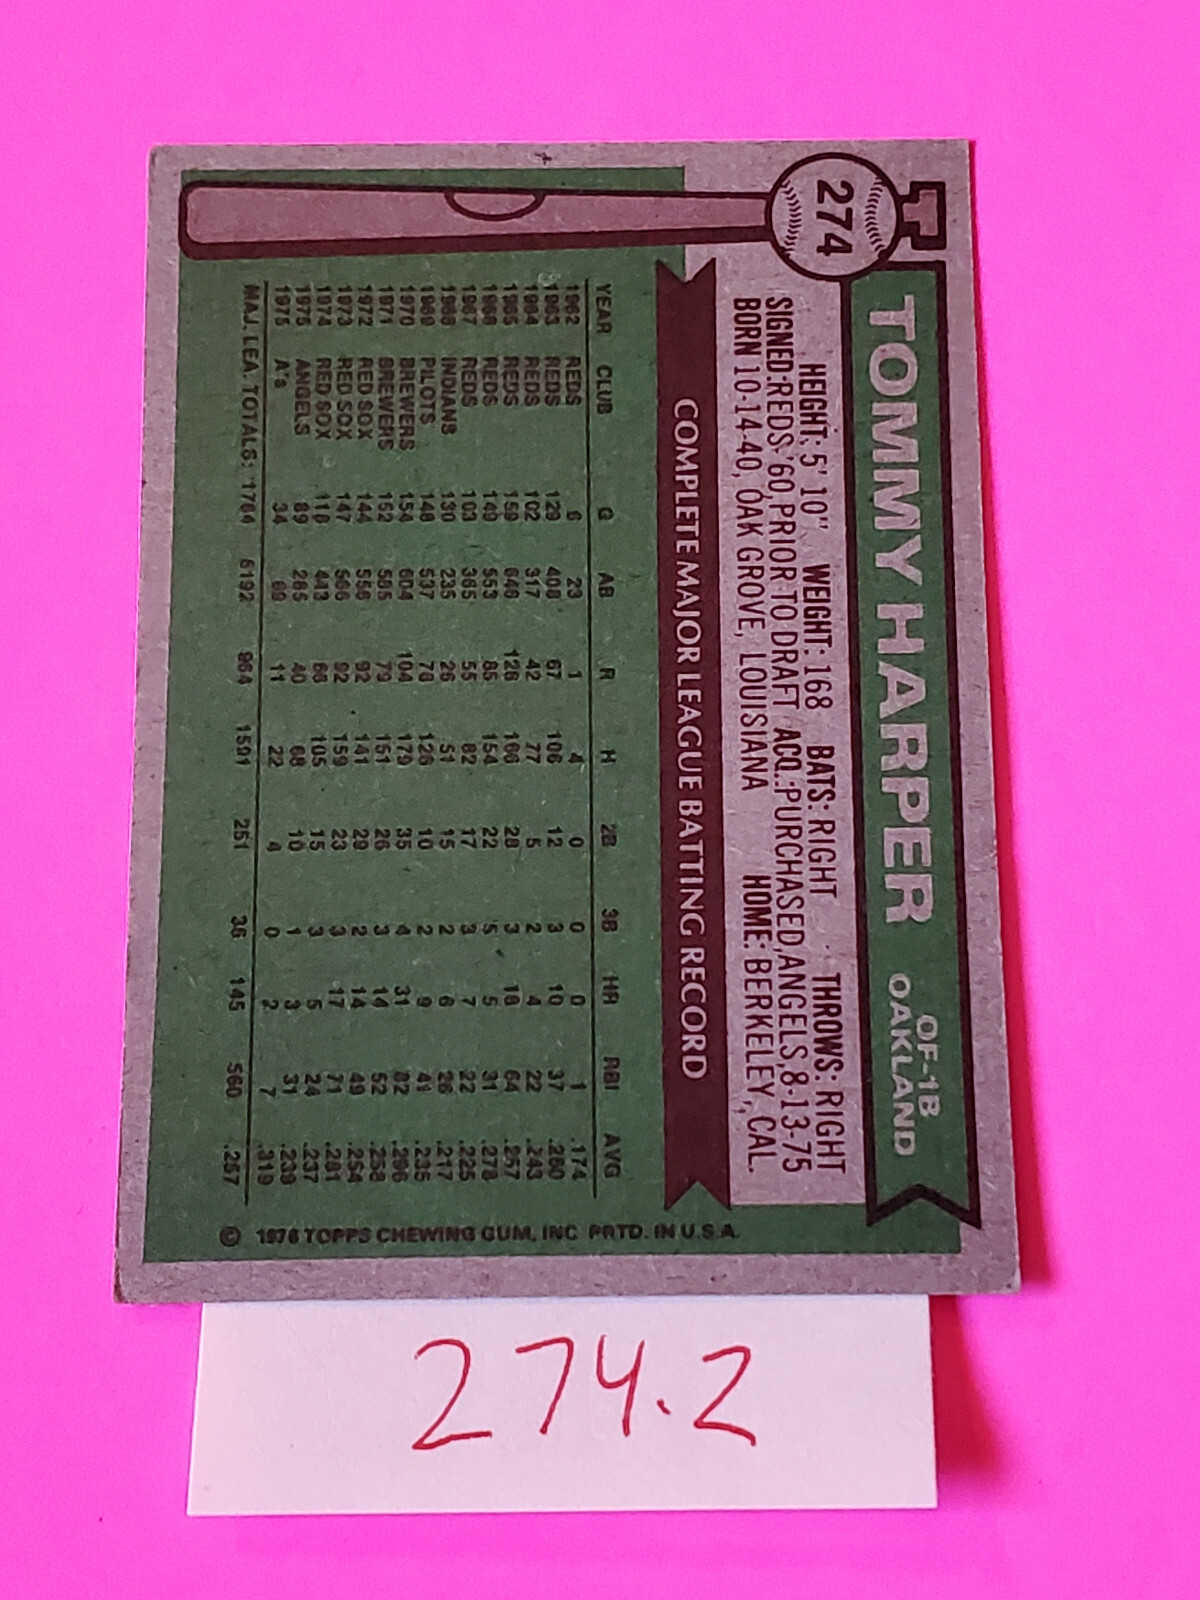 274
TOMMY HARPER OF-1B
OAKLAND
HEIGHT: 5' 10" WEIGHT: 168 BATS: RIGHT THROWS: RIGHT
SIGNED: REDS-'60, PRIOR TO DRAFT ACQ.: PURCHASED, ANGELS, 8-13-75
BORN 10-14-40, OAK GROVE, LOUISIANA HOME: BERKELEY, CAL.
COMPLETE MAJOR LEAGUE BATTING RECORD
YEAR CLUB G AB R H 2B 3B HR RBI AVG
1962 REDS 6 23 1 4 0 0 0 1 .174
1963 REDS 129 408 67 106 12 3 10 37 .260
1964 REDS 102 317 42 77 5 2 4 22 .243
1965 REDS 159 646 126 166 28 3 18 64 .257
1966 REDS 149 553 85 154 22 5 5 31 .278
1967 REDS 103 365 55 82 17 3 7 22 .225
1968 INDIANS 130 235 26 51 15 2 6 26 .217
1969 PILOTS 148 537 78 126 10 2 9 41 .235
1970 BREWERS 154 604 104 179 35 4 31 82 .296
1971 BREWERS 152 585 79 151 26 3 14 52 .258
1972 RED SOX 144 556 92 141 29 2 14 49 .254
1973 RED SOX 147 566 92 159 23 3 17 71 .281
1974 RED SOX 118 443 66 105 15 3 5 24 .237
1975 ANGELS 89 285 40 68 10 1 3 31 .239
1975 A's 34 69 11 22 4 0 2 7 .319
MAJ. LEA. TOTALS: 1764 6192 964 1591 251 36 145 560 .257
© 1976 TOPPS CHEWING GUM, INC PRTD. IN U.S.A.
274.2